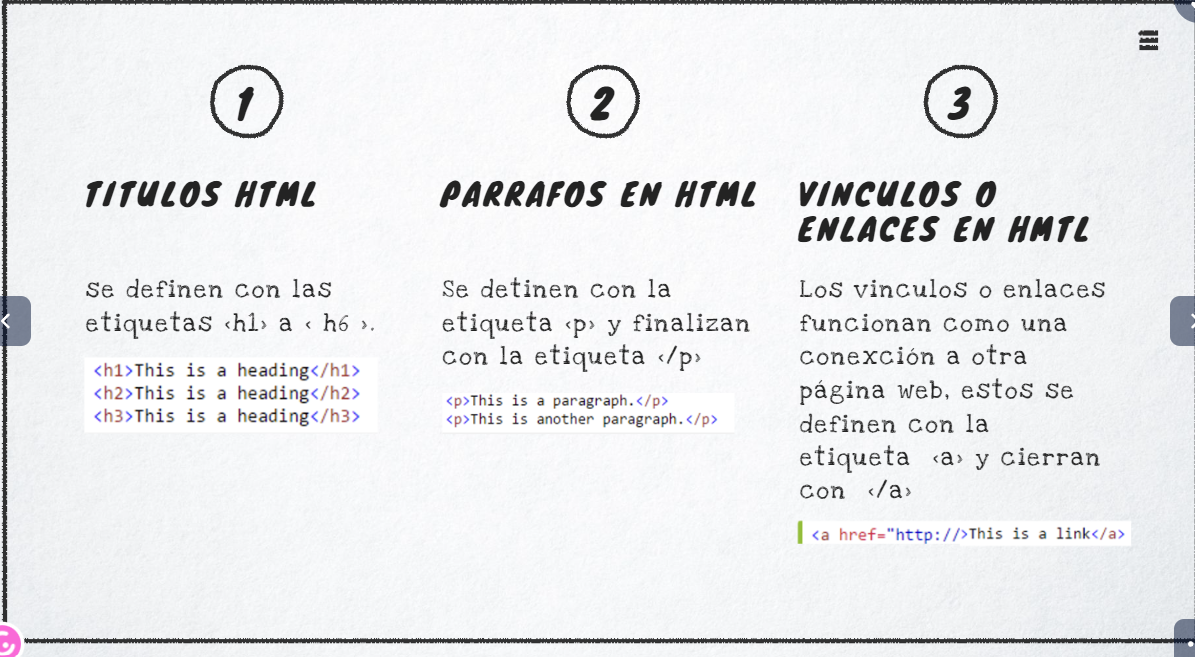 1
TITULOS HTML
se definen con las
etiquetas <h1> a < h6 >.
<h1>This is a heading</h1>
<h2>This is a heading</h2>
<h3>This is a heading</h3>
2
PARRAFOS EN HTML
Se detinen con la
etiqueta <p> y finalizan
con la etiqueta </p>
<p>This is a paragraph.</p>
<p>This is another paragraph.</p>
3
VINCULOS O
ENLACES EN HMTL
Los vinculos o enlaces
funcionan como una
conexción a otra
página web, estos se
definen con la
etiqueta <a> y cierran
con </a>
<a href="http://>This is a link</a>